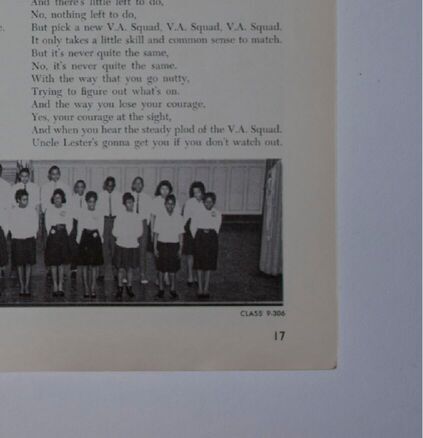 And there's little left to do,
No, nothing left to do,
But pick a new V.A. Squad, V.A. Squad, V.A. Squad.
It only takes a little skill and common sense to match.
But it's never quite the same,
No, it's never quite the same.
With the way that you go nutty,
Trying to figure out what's on.
And the way you lose your courage,
Yes, your courage at the sight,
And when you hear the steady plod of the V.A. Squad.
Uncle Lester's gonna get you if you don't watch out.
CLASS 9-306
17